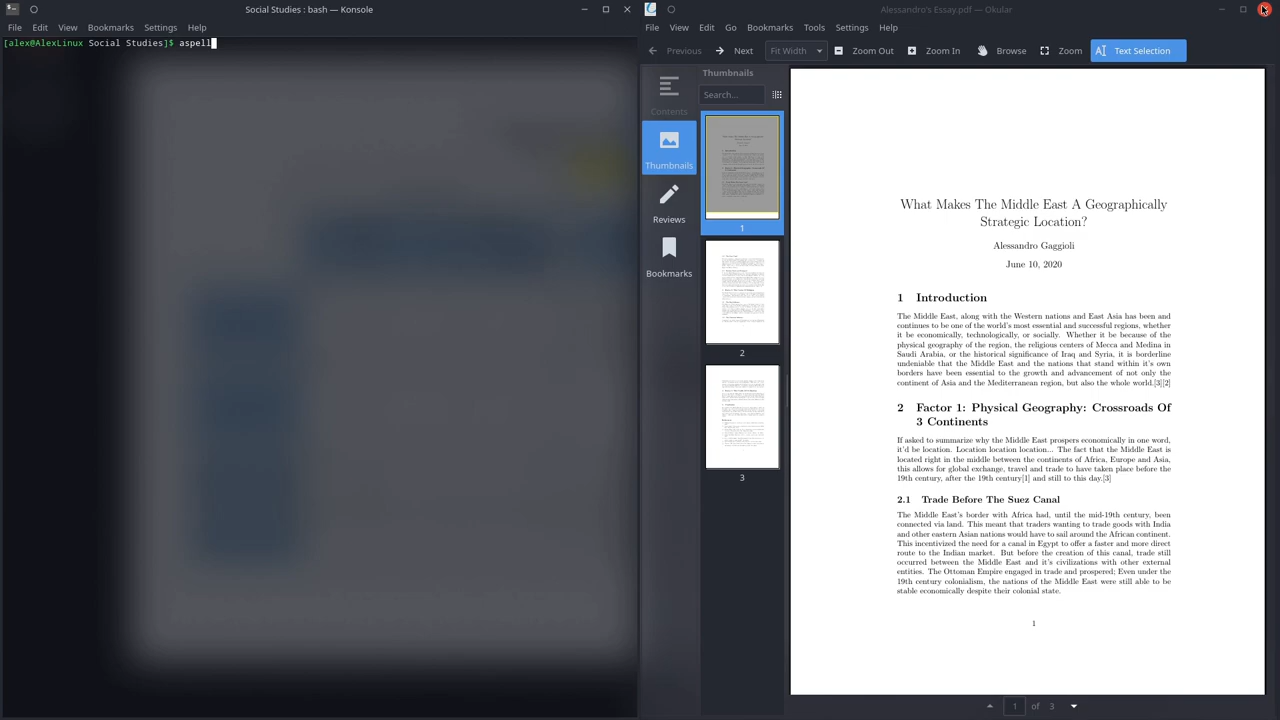 Social Studies : bash — Konsole
File Edit View Bookmarks Settings Help
[alex@AlexLinux Social Studies]$ aspell
Alessandro's Essay.pdf — Okular
File View Edit Go Bookmarks Tools Settings Help
Previous Next Fit Width Zoom Out Zoom In Browse Zoom Text Selection
Contents
Thumbnails
Reviews
Bookmarks
Thumbnails
Search...
1
2
3
What Makes The Middle East A Geographically
Strategic Location?
Alessandro Gaggioli
June 10, 2020
1 Introduction
The Middle East, along with the Western nations and East Asia has been and
continues to be one of the world's most essential and successful regions, whether
it be economically, technologically, or socially. Whether it be because of the
physical geography of the region, the religious centers of Mecca and Medina in
Saudi Arabia, or the historical significance of Iraq and Syria, it is borderline
undeniable that the Middle East and the nations that stand within it's own
borders have been essential to the growth and advancement of not only the
continent of Asia and the Mediterranean region, but also the whole world.[3][2]
2 Factor 1: Physical Geography: Crossroads Of
3 Continents
If asked to summarize why the Middle East prospers economically in one word,
it'd be location. Location location location... The fact that the Middle East is
located right in the middle between the continents of Africa, Europe and Asia,
this allows for global exchange, travel and trade to have taken place before the
19th century, after the 19th century[1] and still to this day.[3]
2.1 Trade Before The Suez Canal
The Middle East's border with Africa had, until the mid-19th century, been
connected via land. This meant that traders wanting to trade goods with India
and other eastern Asian nations would have to sail around the African continent.
This incentivized the need for a canal in Egypt to offer a faster and more direct
route to the Indian market. But before the creation of this canal, trade still
occurred between the Middle East and it's civilizations with other external
entities. The Ottoman Empire engaged in trade and prospered; Even under the
19th century colonialism, the nations of the Middle East were still able to be
stable economically despite their colonial state.
1
1 of 3